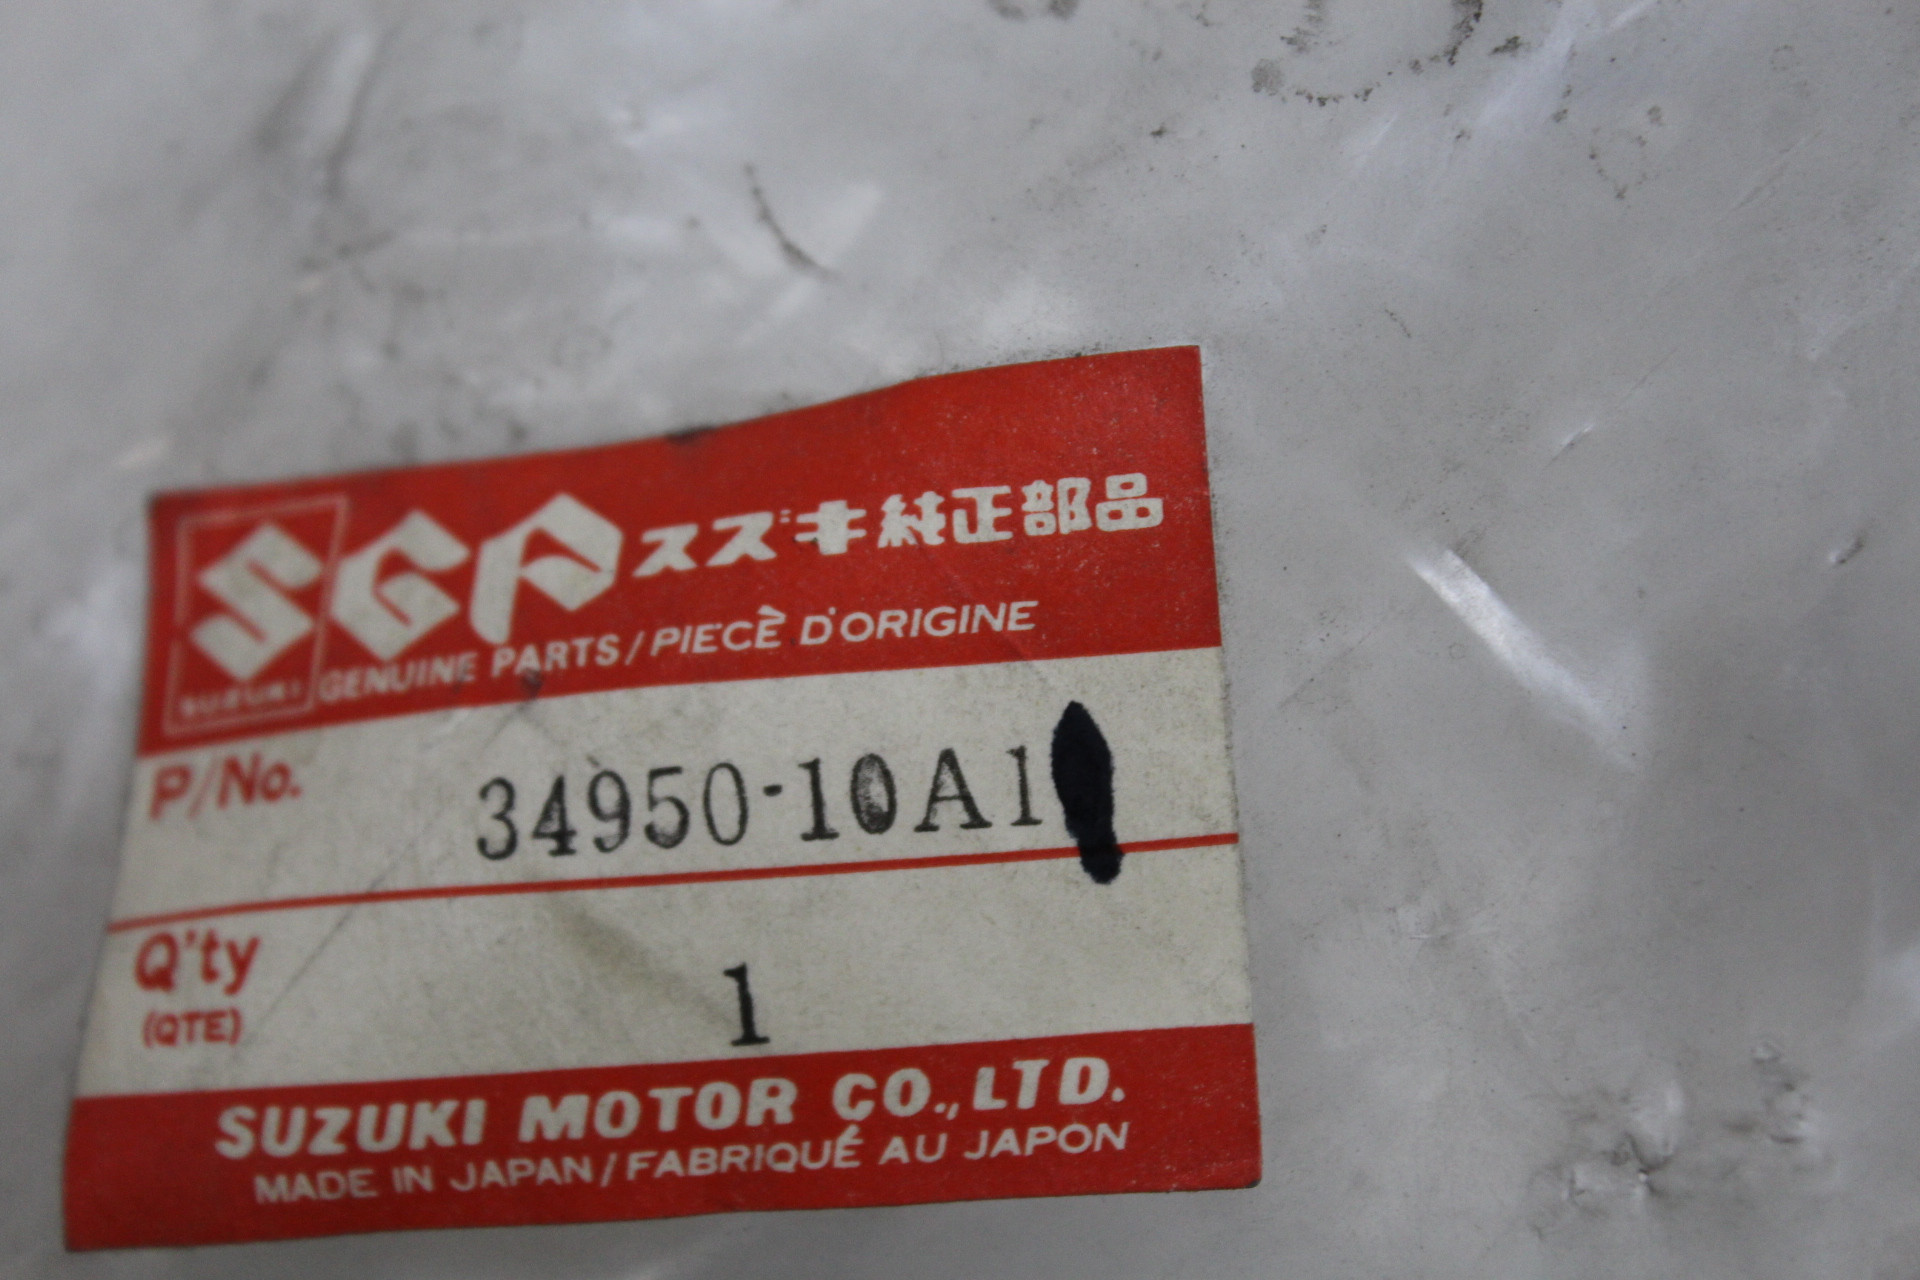 SGP スズキ純正部品
SUZUKI GENUINE PARTS/PIECÈ D'ORIGINE
P/No. 34950-10A1
Q'ty 1
(QTE)
SUZUKI MOTOR CO.,LTD.
MADE IN JAPAN/FABRIQUÉ AU JAPON